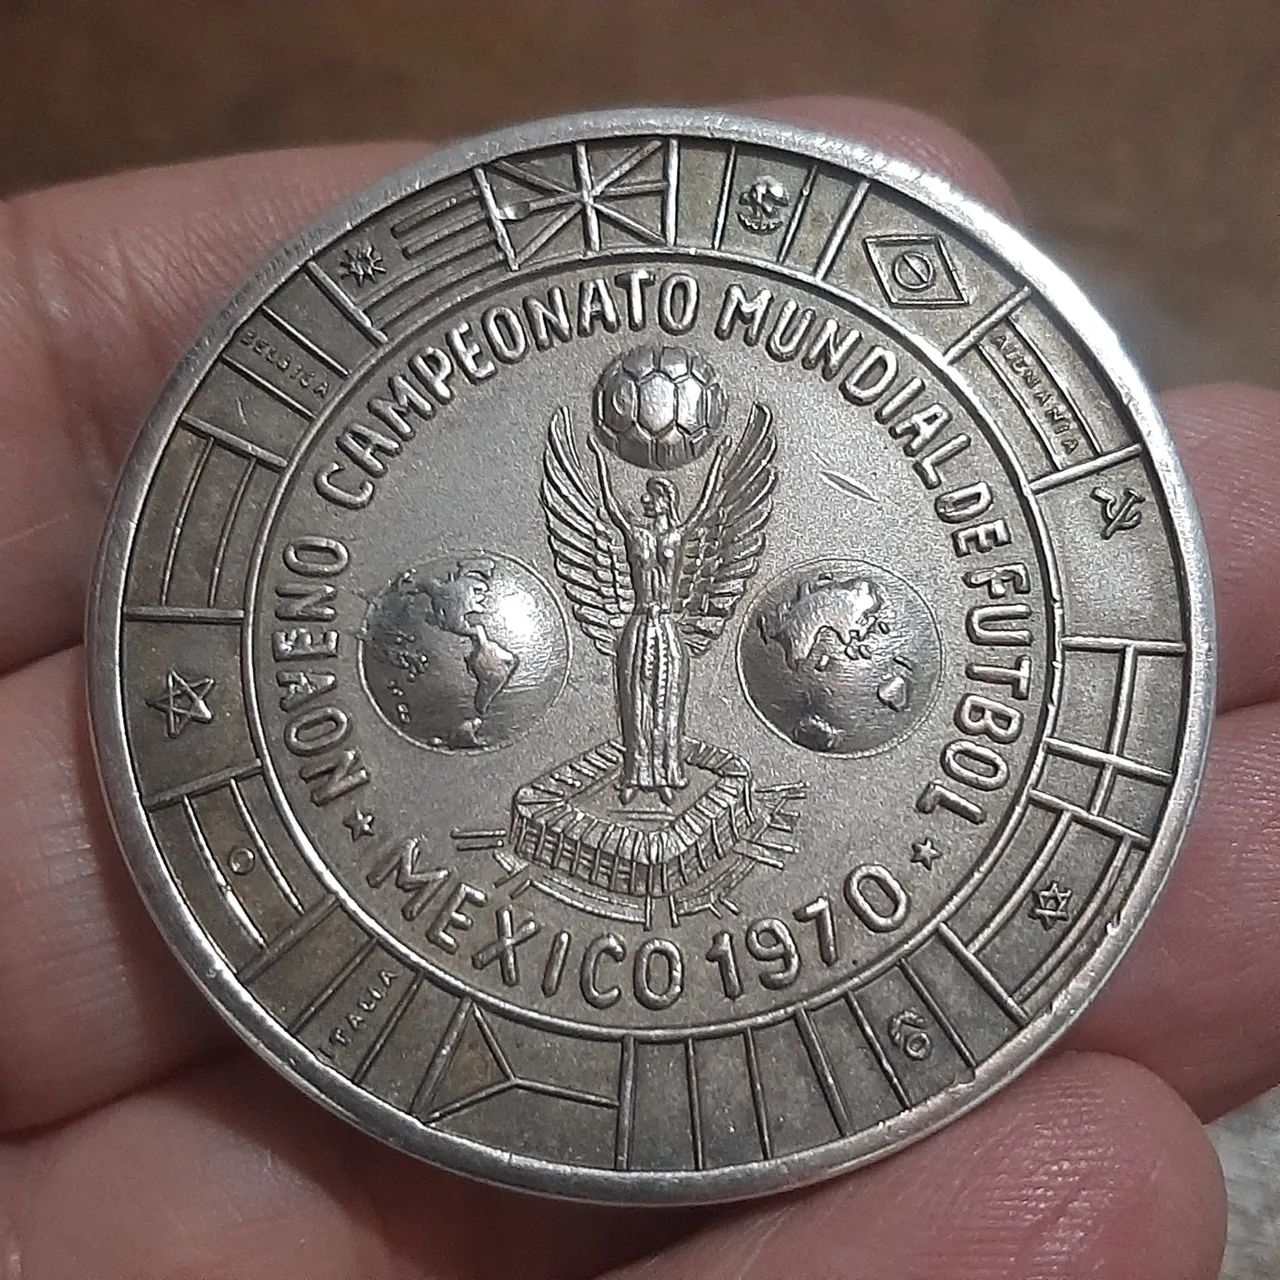 NOVENO CAMPEONATO MUNDIAL DE FUTBOL
★ MEXICO 1970 ★
BELGICA
ALEMANIA
ITALIA